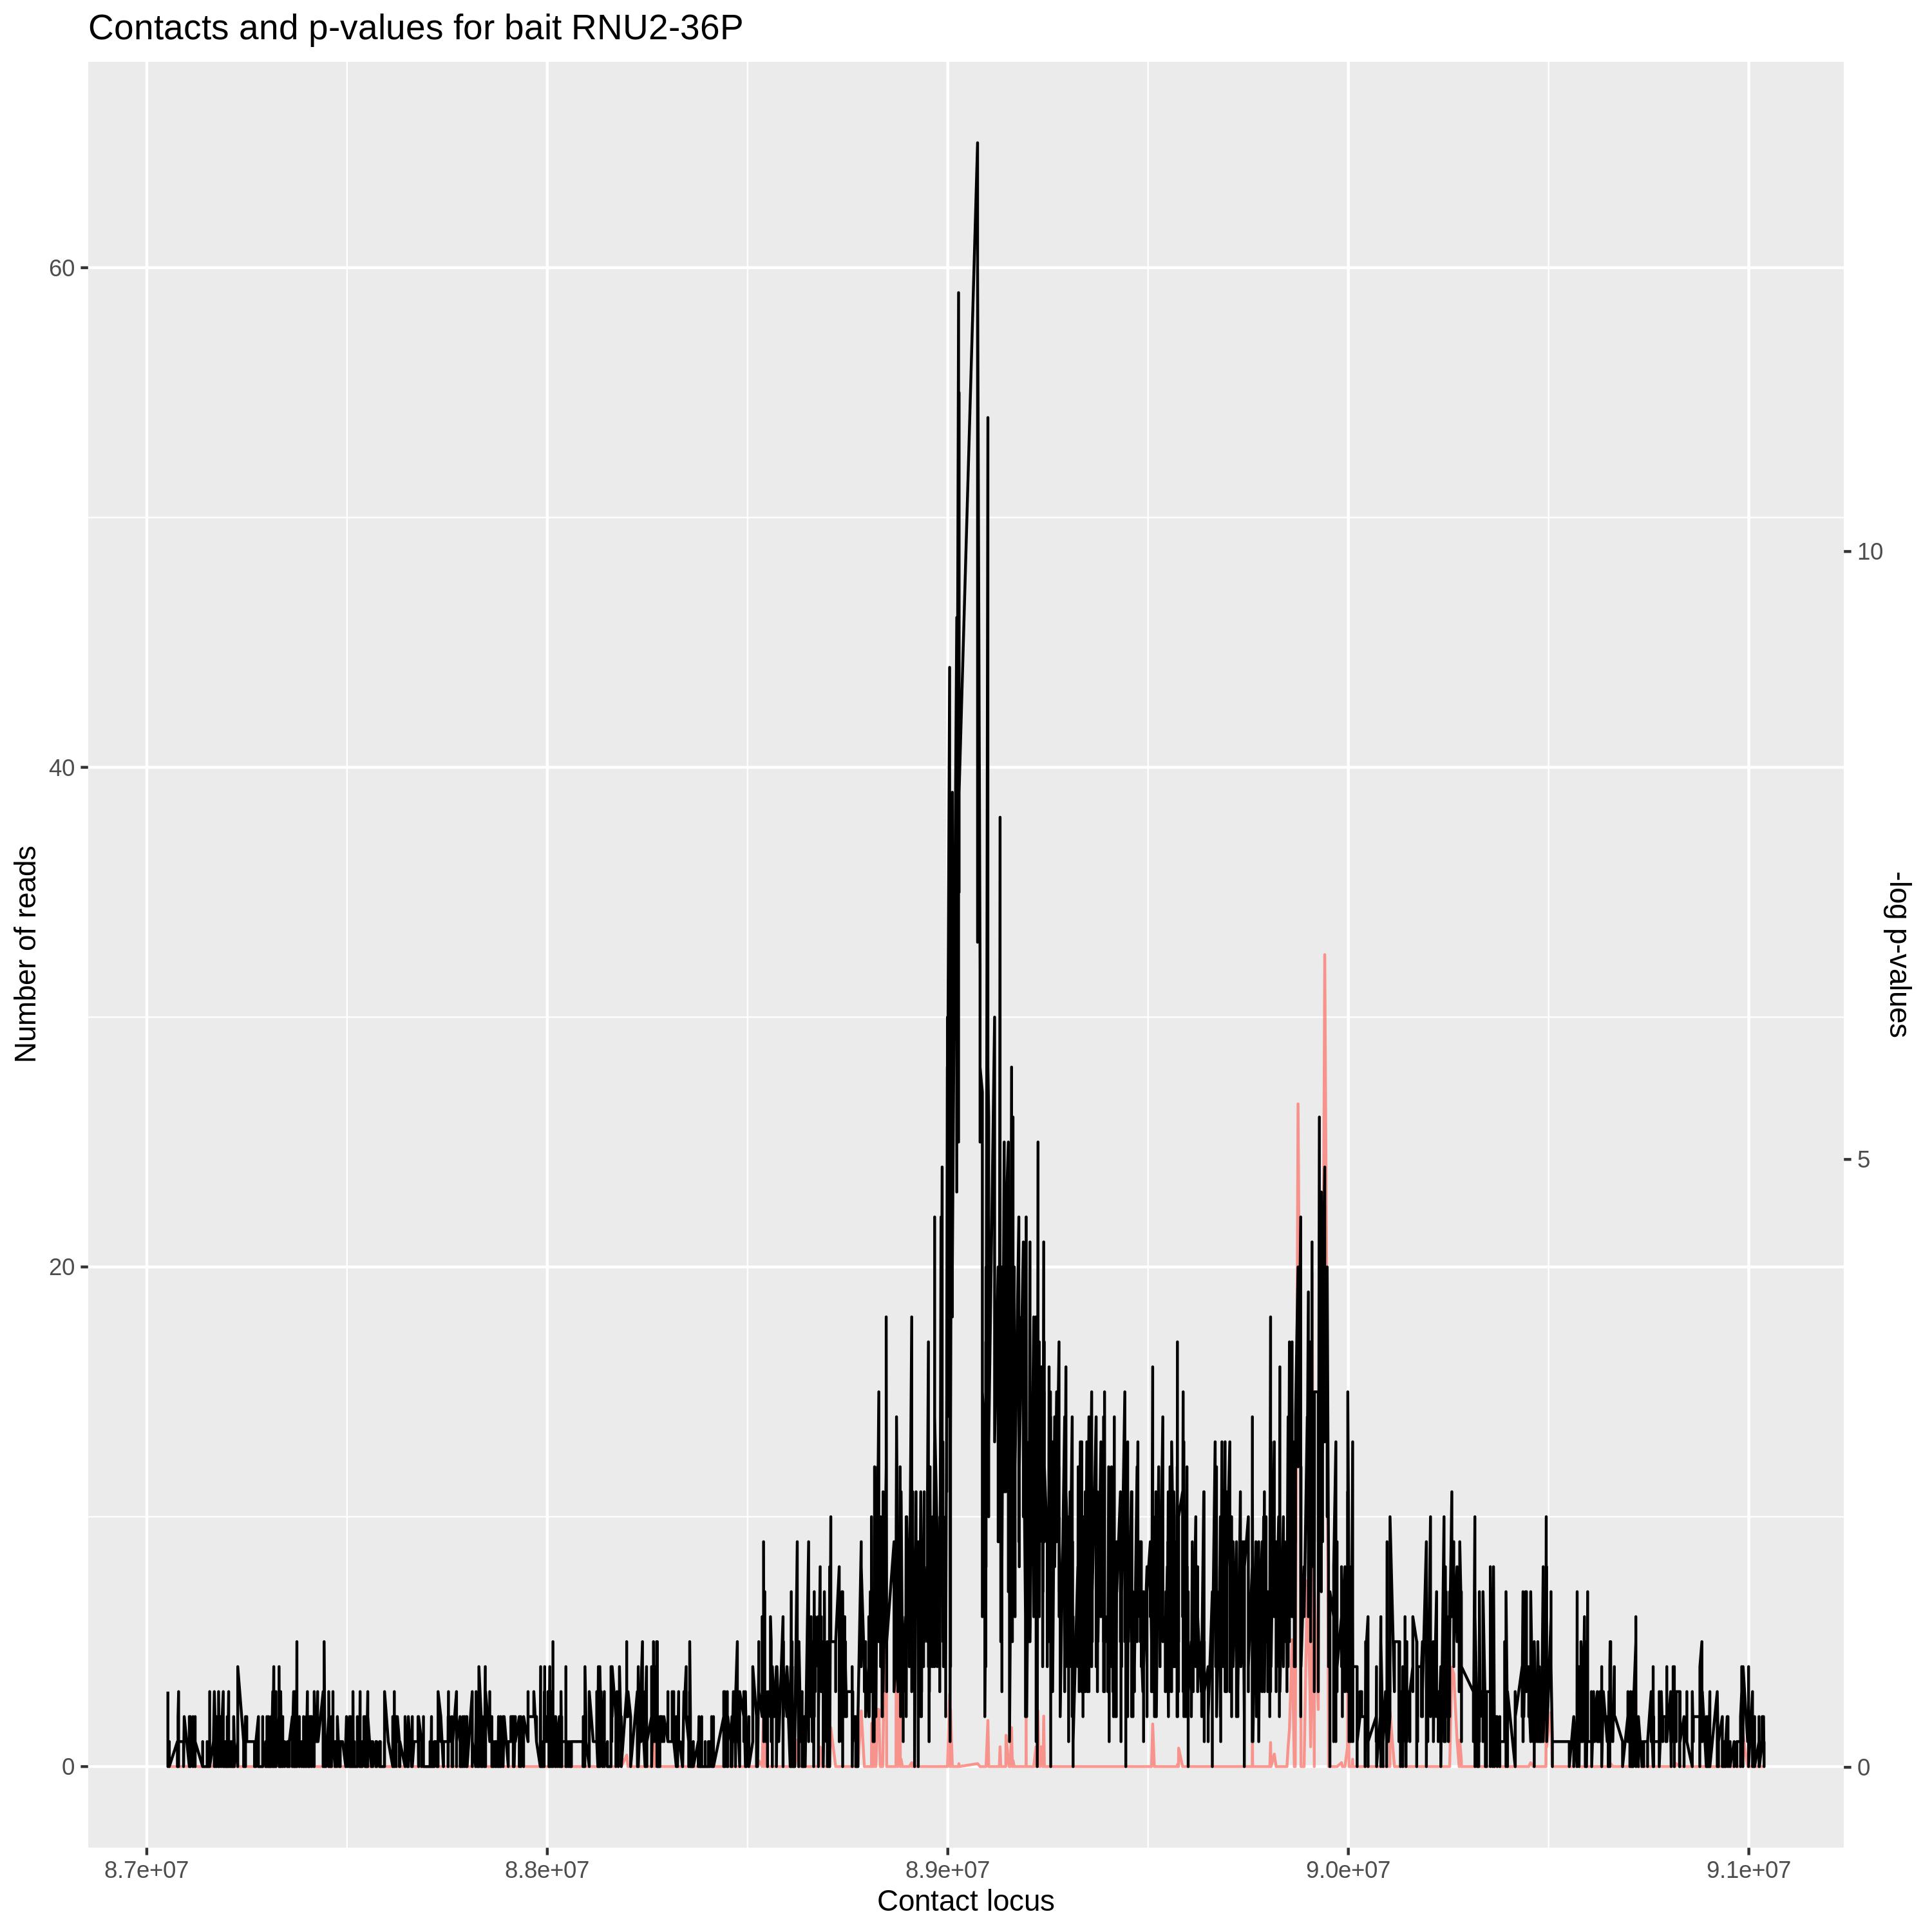 Contacts and p-values for bait RNU2-36P
60
40
20
0
Number of reads
10
5
0
-log p-values
8.7e+07 8.8e+07 8.9e+07 9.0e+07 9.1e+07
Contact locus